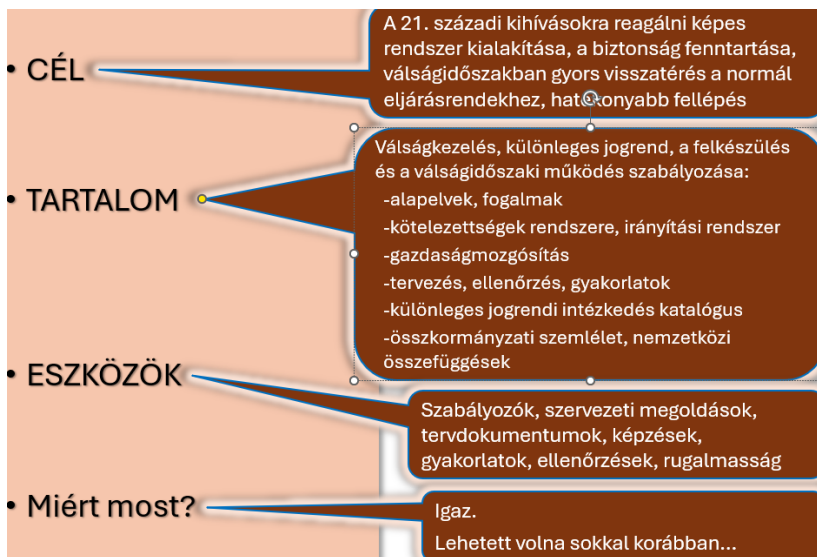 • CÉL
A 21. századi kihívásokra reagálni képes
rendszer kialakítása, a biztonság fenntartása,
válságidőszakban gyors visszatérés a normál
eljárásrendekhez, hatékonyabb fellépés
• TARTALOM
Válságkezelés, különleges jogrend, a felkészülés
és a válságidőszaki működés szabályozása:
-alapelvek, fogalmak
-kötelezettségek rendszere, irányítási rendszer
-gazdaságmozgósítás
-tervezés, ellenőrzés, gyakorlatok
-különleges jogrendi intézkedés katalógus
-összkormányzati szemlélet, nemzetközi
összefüggések
• ESZKÖZÖK
Szabályozók, szervezeti megoldások,
tervdokumentumok, képzések,
gyakorlatok, ellenőrzések, rugalmasság
• Miért most?
Igaz.
Lehetett volna sokkal korábban...